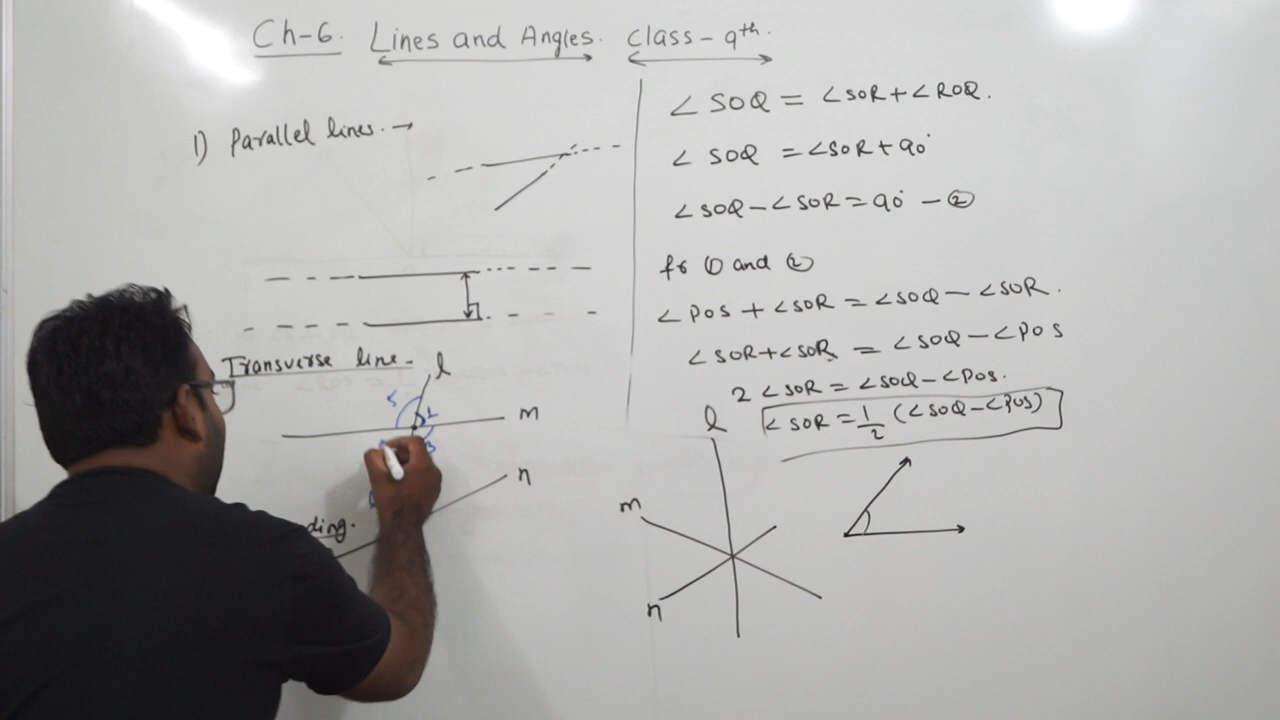 Ch-6. Lines and Angles. Class-9th.
1) Parallel lines. →
Transverse line.
l
m
n
∠SOQ = ∠SOR + ∠ROQ.
∠SOQ = ∠SOR + 90°
∠SOQ - ∠SOR = 90° - ②
fr ① and ②
∠POS + ∠SOR = ∠SOQ - ∠SOR.
∠SOR + ∠SOR = ∠SOQ - ∠POS
2∠SOR = ∠SOQ - ∠POS.
∠SOR = 1/2 (∠SOQ - ∠POS)
l
m
n